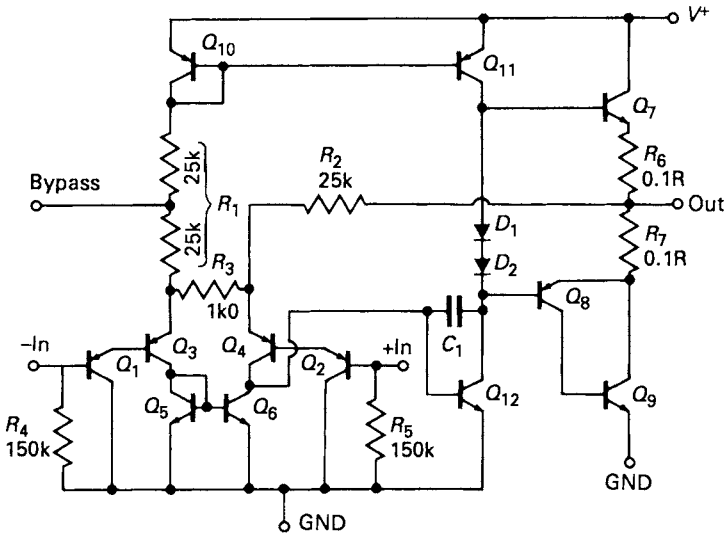 V+
Q10
Q11
Q7
25k
R2
25k
R6
0.1R
Bypass
R1
Out
25k
D1
R7
0.1R
R3
D2
1k0
Q8
–In
Q1
Q3
Q4
Q2
+In
C1
Q5
Q6
Q12
Q9
R4
150k
R5
150k
GND
GND